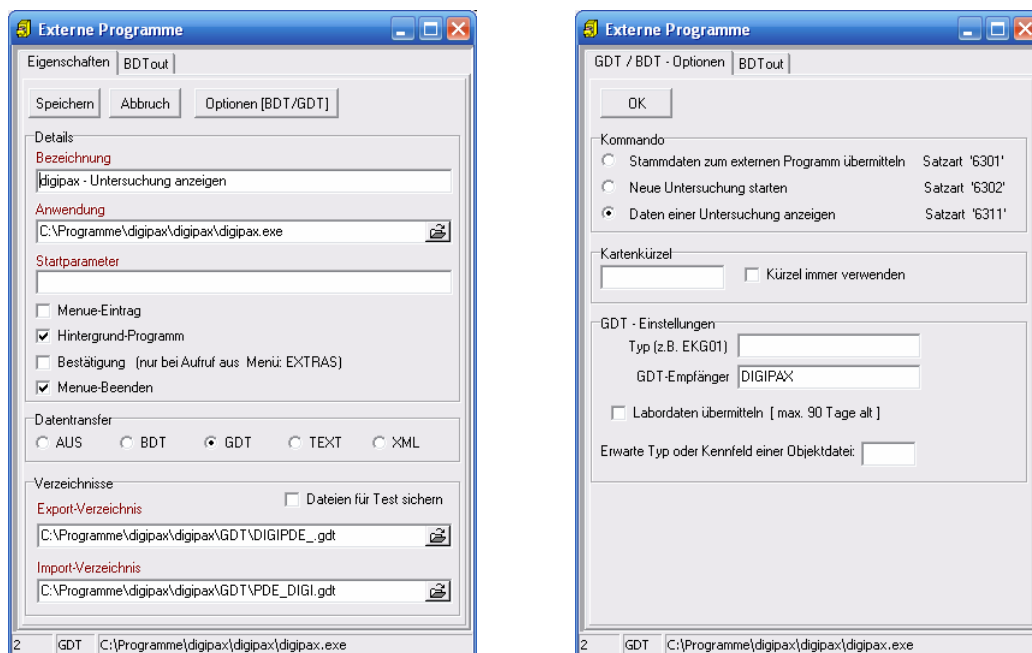 Externe Programme
Eigenschaften BDTout
Speichern Abbruch Optionen [BDT/GDT]
Details
Bezeichnung
digipax - Untersuchung anzeigen
Anwendung
C:\Programme\digipax\digipax\digipax.exe
Startparameter
Menue-Eintrag
Hintergrund-Programm
Bestätigung (nur bei Aufruf aus Menü: EXTRAS)
Menue-Beenden
Datentransfer
AUS BDT GDT TEXT XML
Verzeichnisse
Dateien für Test sichern
Export-Verzeichnis
C:\Programme\digipax\digipax\GDT\DIGIPDE_.gdt
Import-Verzeichnis
C:\Programme\digipax\digipax\GDT\PDE_DIGI.gdt
2 GDT C:\Programme\digipax\digipax\digipax.exe
Externe Programme
GDT / BDT - Optionen BDTout
OK
Kommando
Stammdaten zum externen Programm übermitteln Satzart '6301'
Neue Untersuchung starten Satzart '6302'
Daten einer Untersuchung anzeigen Satzart '6311'
Kartenkürzel
Kürzel immer verwenden
GDT - Einstellungen
Typ (z.B. EKG01)
GDT-Empfänger DIGIPAX
Labordaten übermitteln [ max. 90 Tage alt ]
Erwarte Typ oder Kennfeld einer Objektdatei:
2 GDT C:\Programme\digipax\digipax\digipax.exe